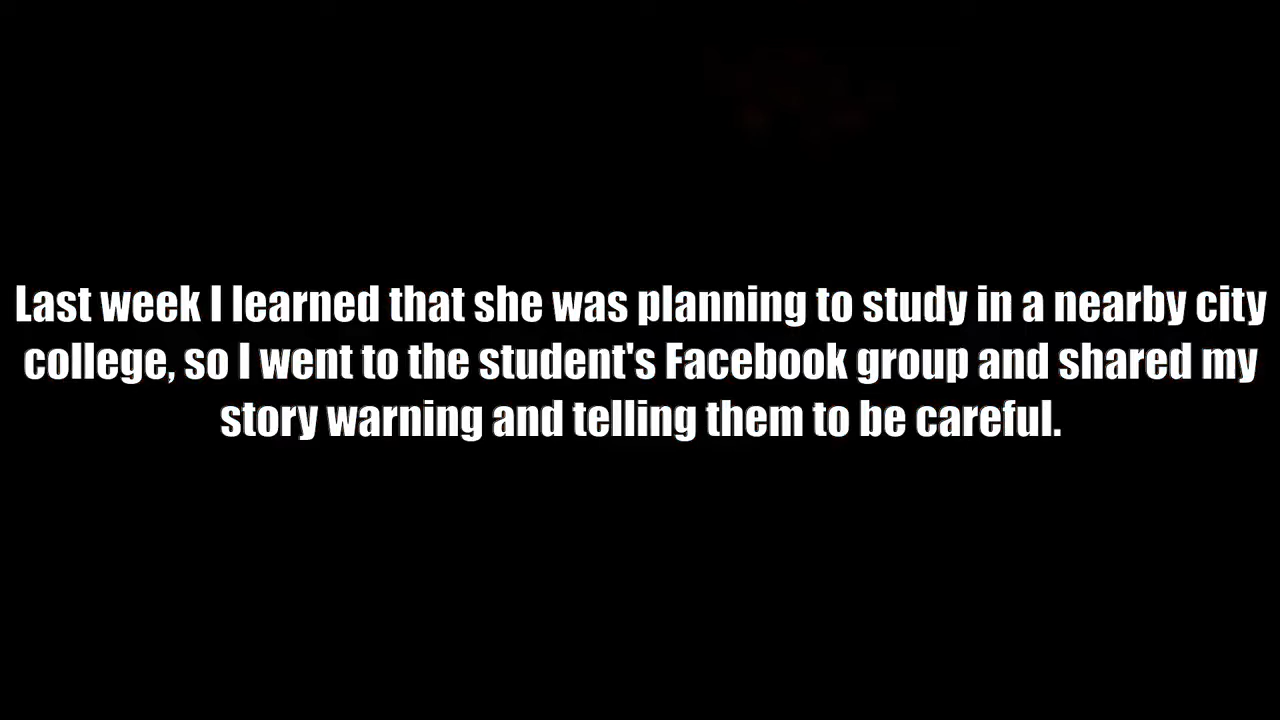 Last week I learned that she was planning to study in a nearby city
college, so I went to the student's Facebook group and shared my
story warning and telling them to be careful.